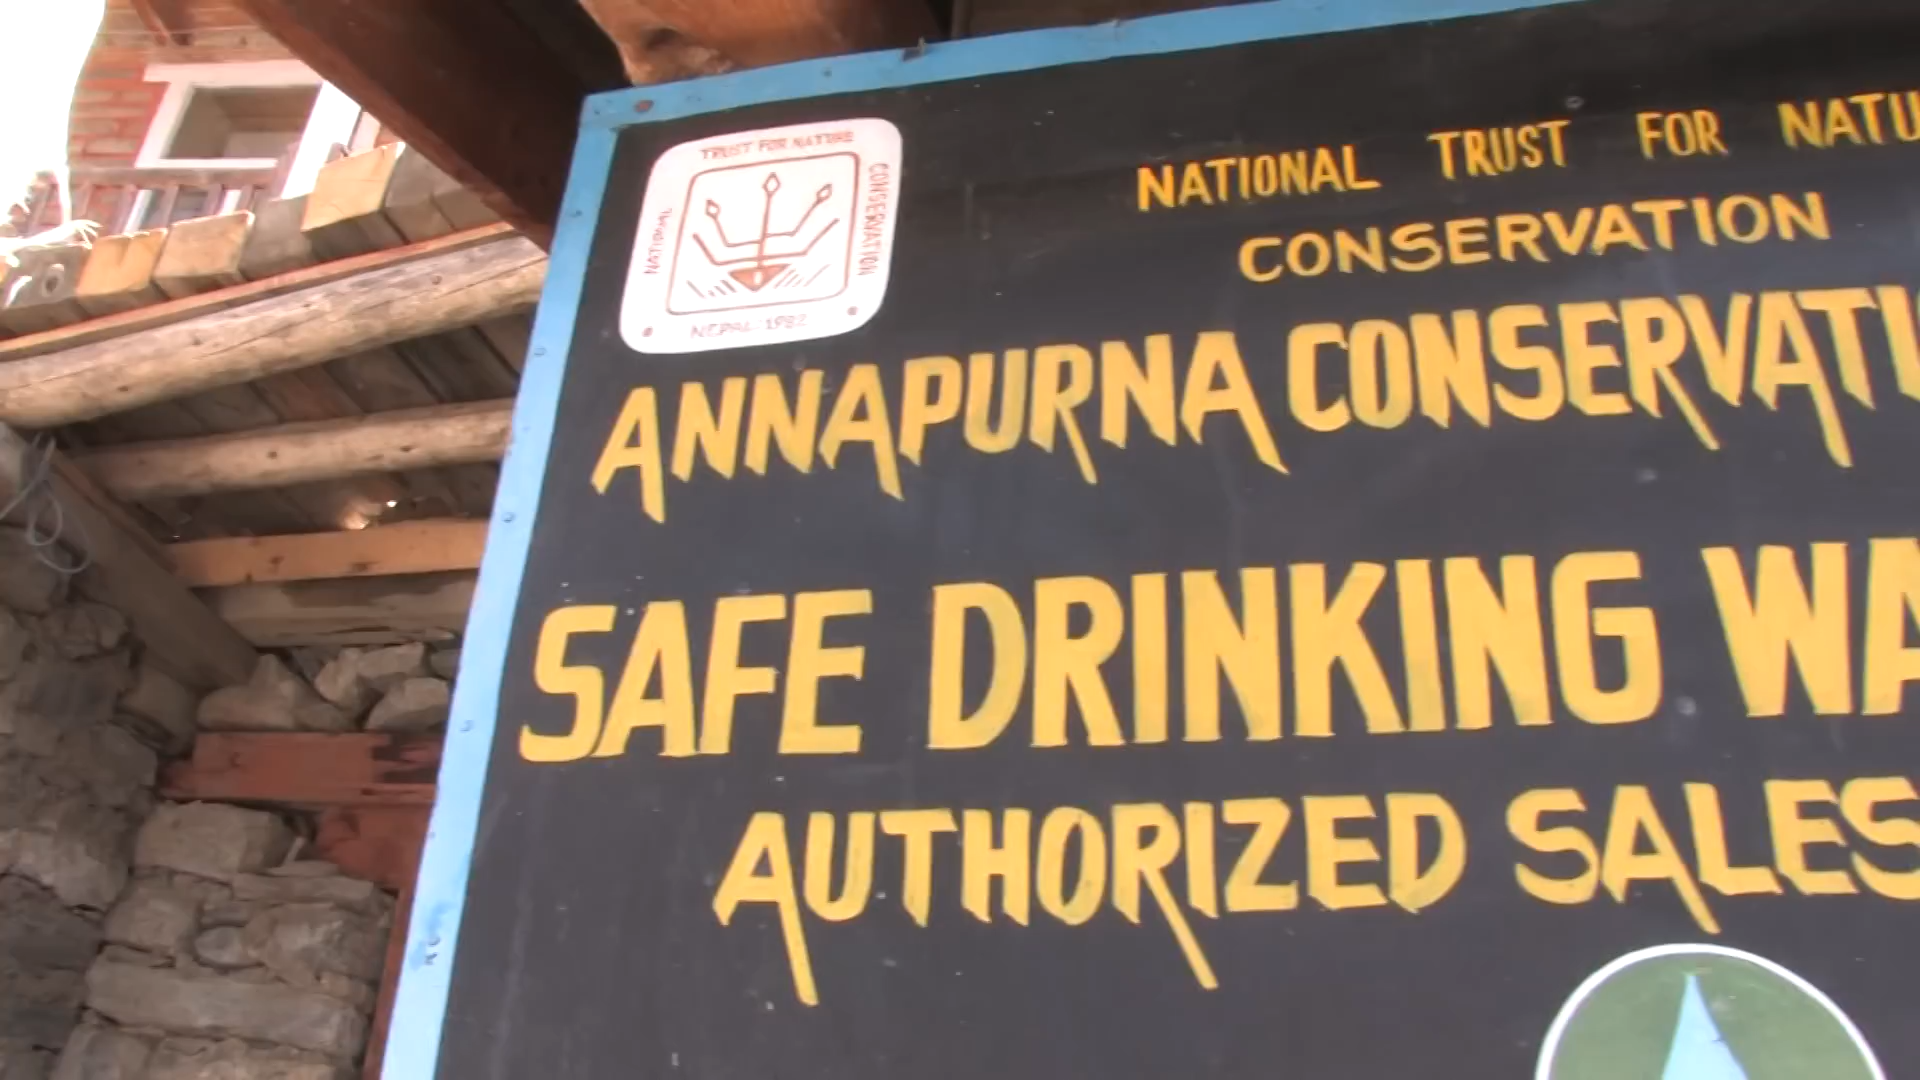 TRUST FOR NATURE
CONSERVATION
NATIONAL
NEPAL 1982
NATIONAL TRUST FOR NATU
CONSERVATION
ANNAPURNA CONSERVATI
SAFE DRINKING WA
AUTHORIZED SALES